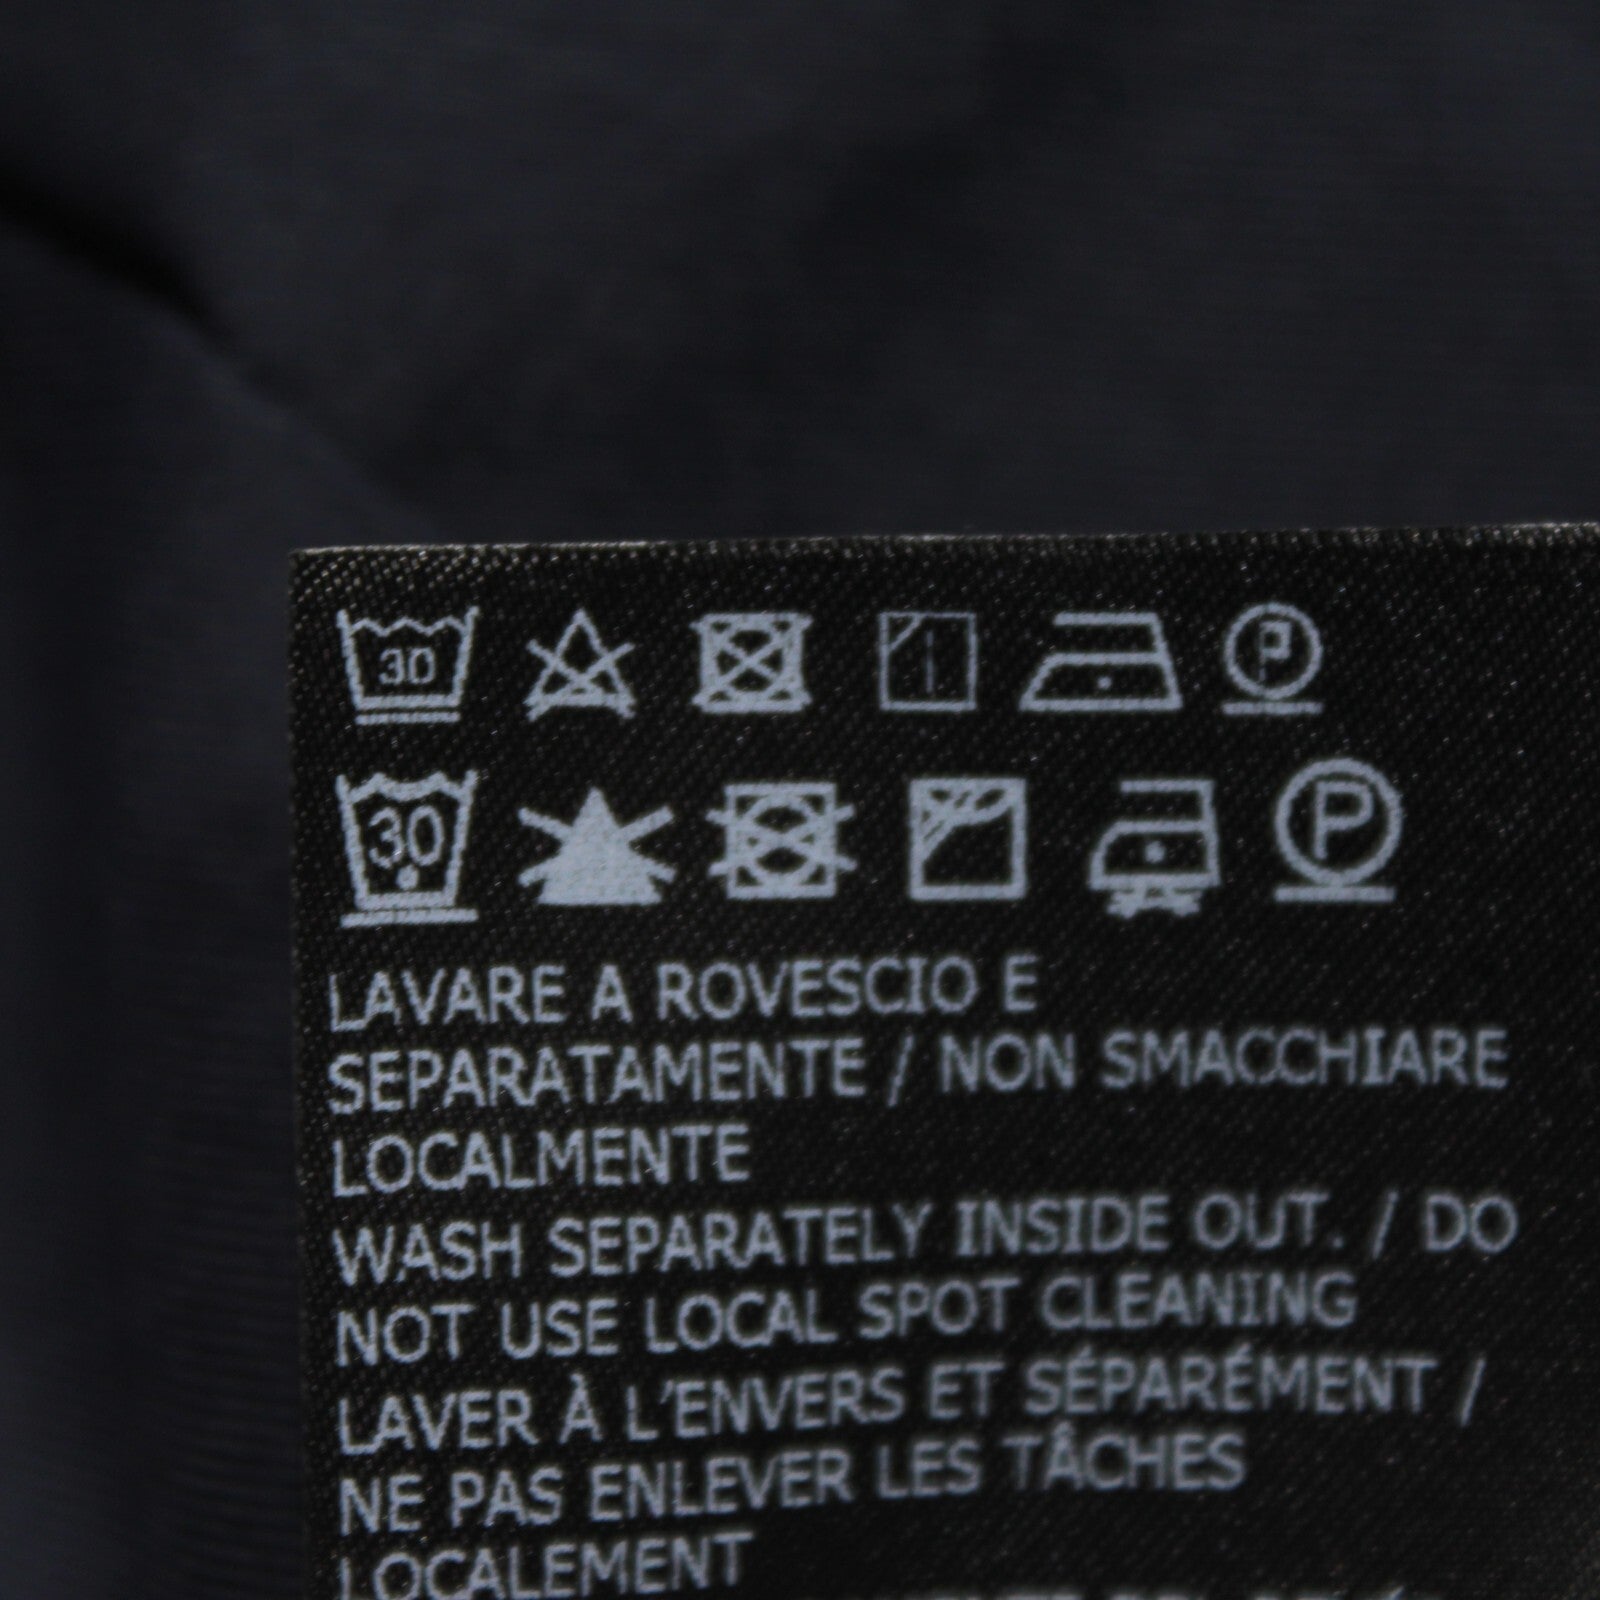 30 P
30 P
LAVARE A ROVESCIO E
SEPARATAMENTE / NON SMACCHIARE
LOCALMENTE
WASH SEPARATELY INSIDE OUT. / DO
NOT USE LOCAL SPOT CLEANING
LAVER À L'ENVERS ET SÉPARÉMENT /
NE PAS ENLEVER LES TÂCHES
LOCALEMENT